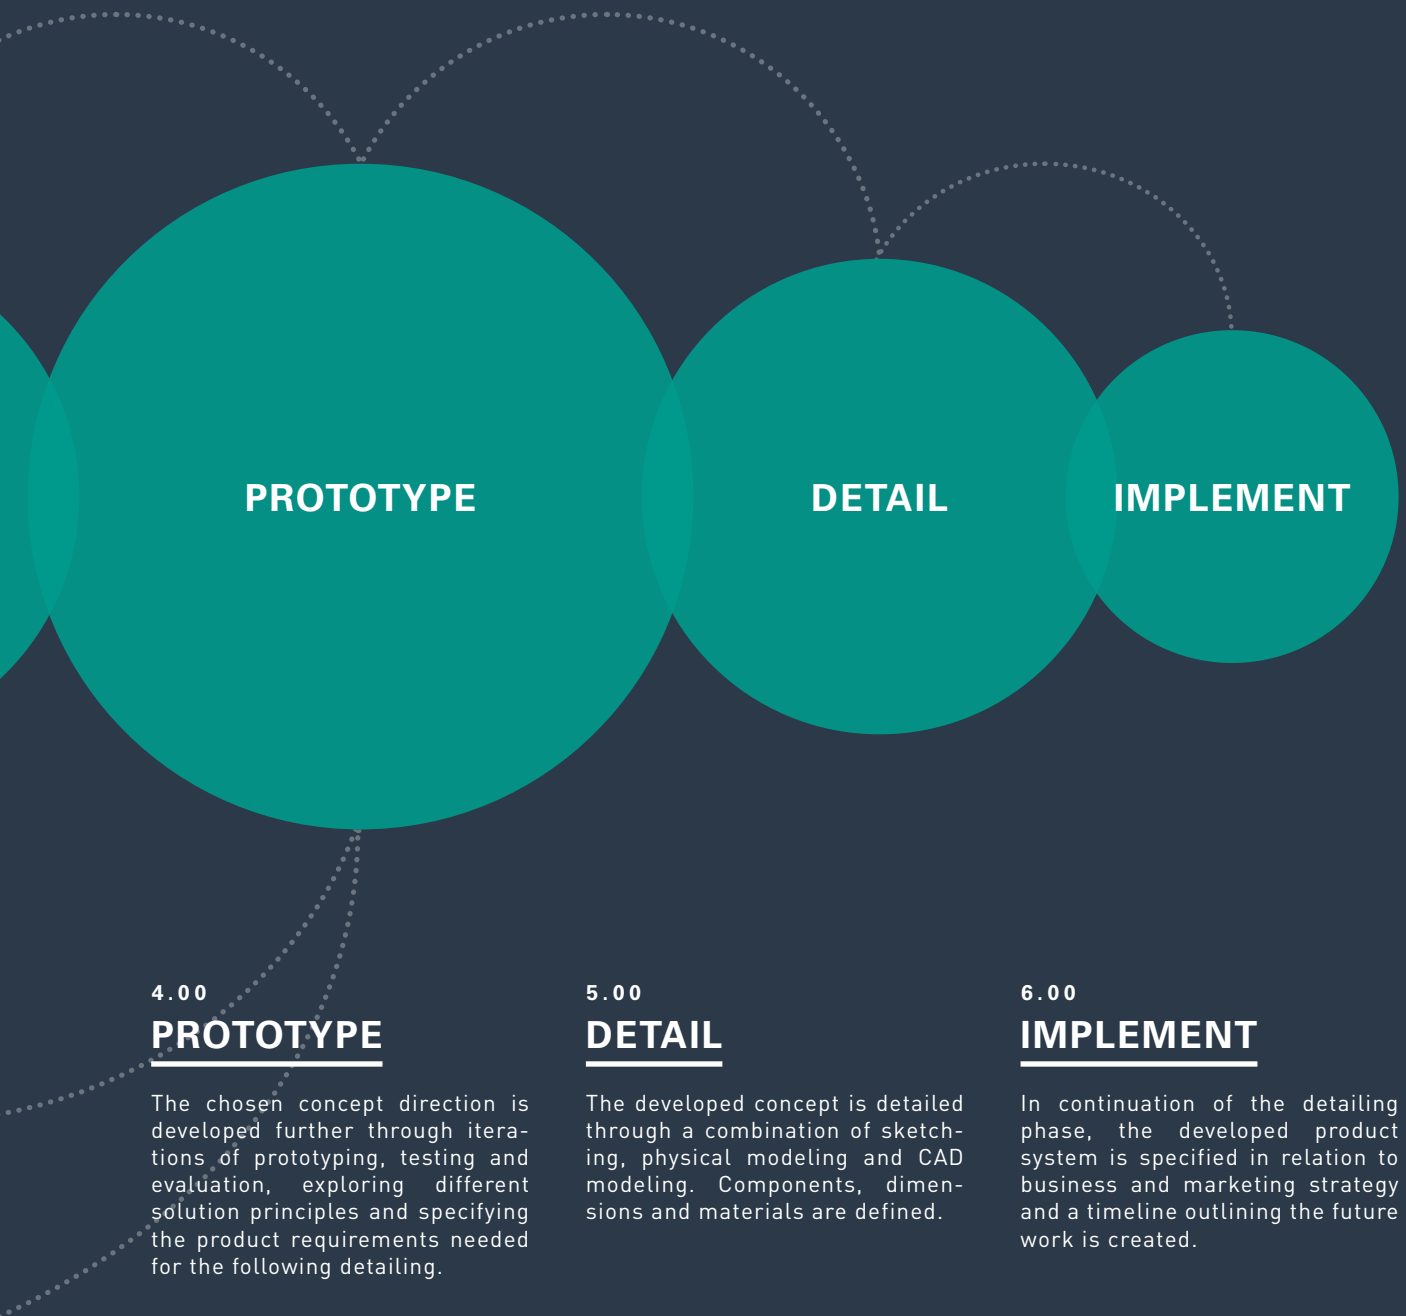 PROTOTYPE
DETAIL
IMPLEMENT
4.00
PROTOTYPE
The chosen concept direction is
developed further through itera-
tions of prototyping, testing and
evaluation, exploring different
solution principles and specifying
the product requirements needed
for the following detailing.
5.00
DETAIL
The developed concept is detailed
through a combination of sketch-
ing, physical modeling and CAD
modeling. Components, dimen-
sions and materials are defined.
6.00
IMPLEMENT
In continuation of the detailing
phase, the developed product
system is specified in relation to
business and marketing strategy
and a timeline outlining the future
work is created.